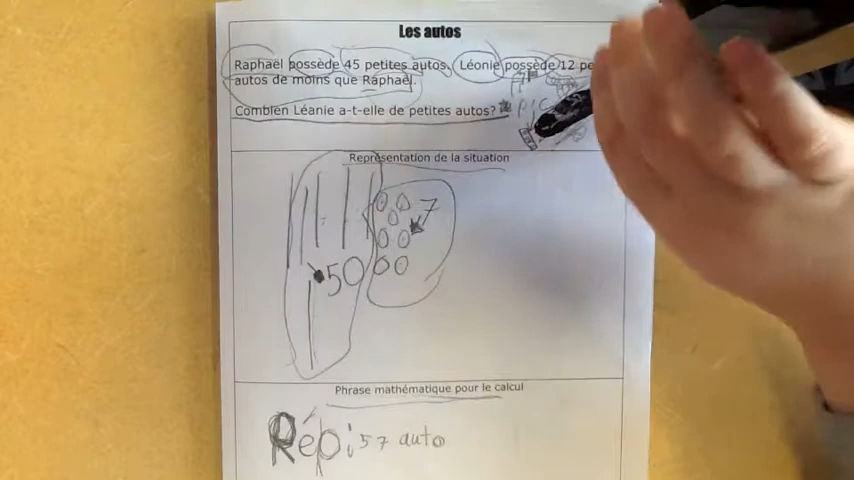 Les autos
Raphaël possède 45 petites autos. Léonie possède 12
autos de moins que Raphaël.
Combien Léanie a-t-elle de petites autos?
Représentation de la situation
7
50
Phrase mathématique pour le calcul
Rép: 57 auto